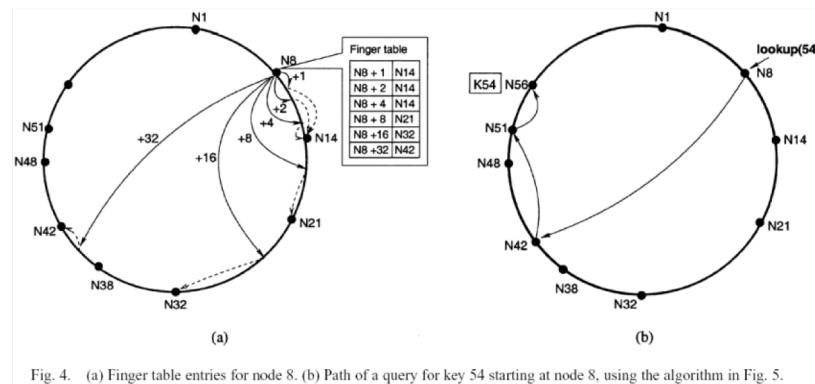 N1
N8
Finger table
N8 + 1 N14
N8 + 2 N14
N8 + 4 N14
N8 + 8 N21
N8 +16 N32
N8 +32 N42
+1
+2
+4
+8
+16
+32
N14
N21
N32
N38
N42
N48
N51
(a)
N1
lookup(54
N8
K54 N56
N51
N48
N14
N42
N21
N38
N32
(b)
Fig. 4. (a) Finger table entries for node 8. (b) Path of a query for key 54 starting at node 8, using the algorithm in Fig. 5.